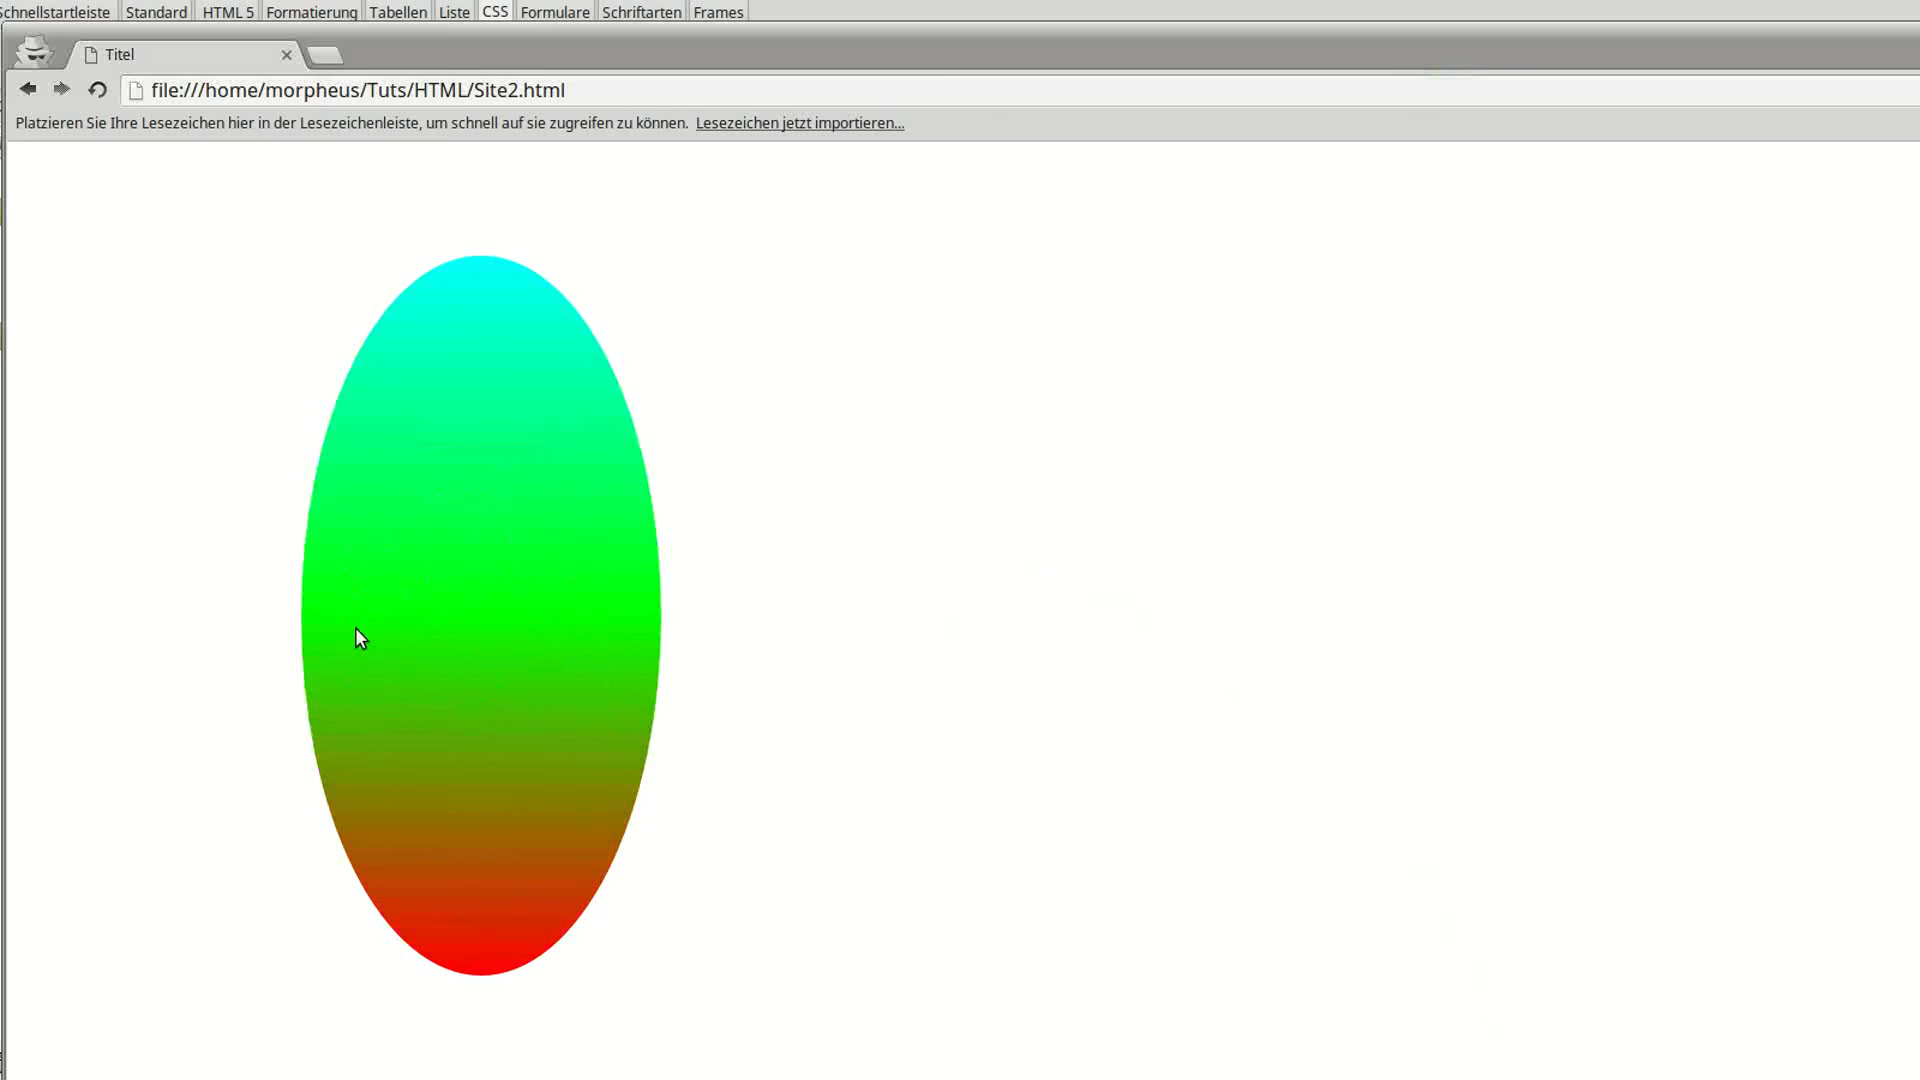 Schnellstartleiste Standard HTML 5 Formatierung Tabellen Liste CSS Formulare Schriftarten Frames
Titel
file:///home/morpheus/Tuts/HTML/Site2.html
Platzieren Sie Ihre Lesezeichen hier in der Lesezeichenleiste, um schnell auf sie zugreifen zu können. Lesezeichen jetzt importieren...